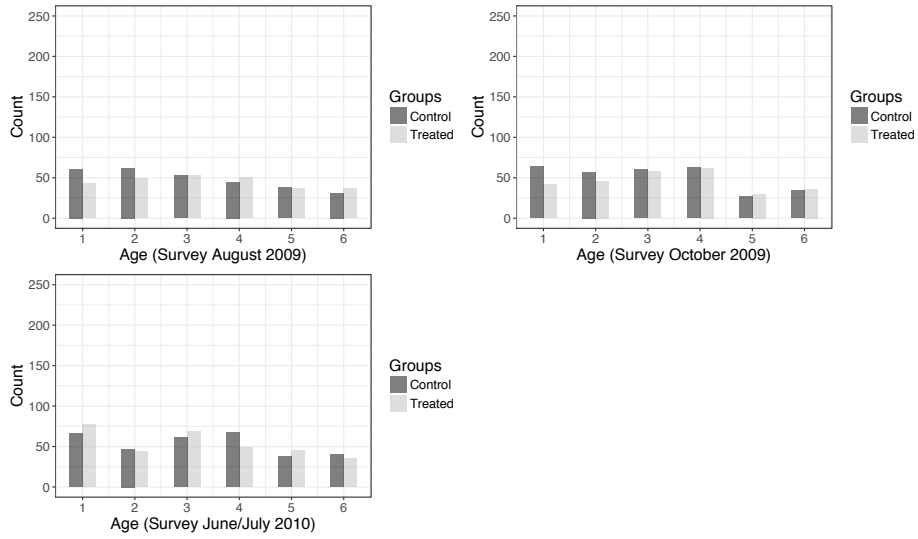 250
200
150
100
50
0
Count
1 2 3 4 5 6
Age (Survey August 2009)
Groups
Control
Treated
250
200
150
100
50
0
Count
1 2 3 4 5 6
Age (Survey October 2009)
Groups
Control
Treated
250
200
150
100
50
0
Count
1 2 3 4 5 6
Age (Survey June/July 2010)
Groups
Control
Treated